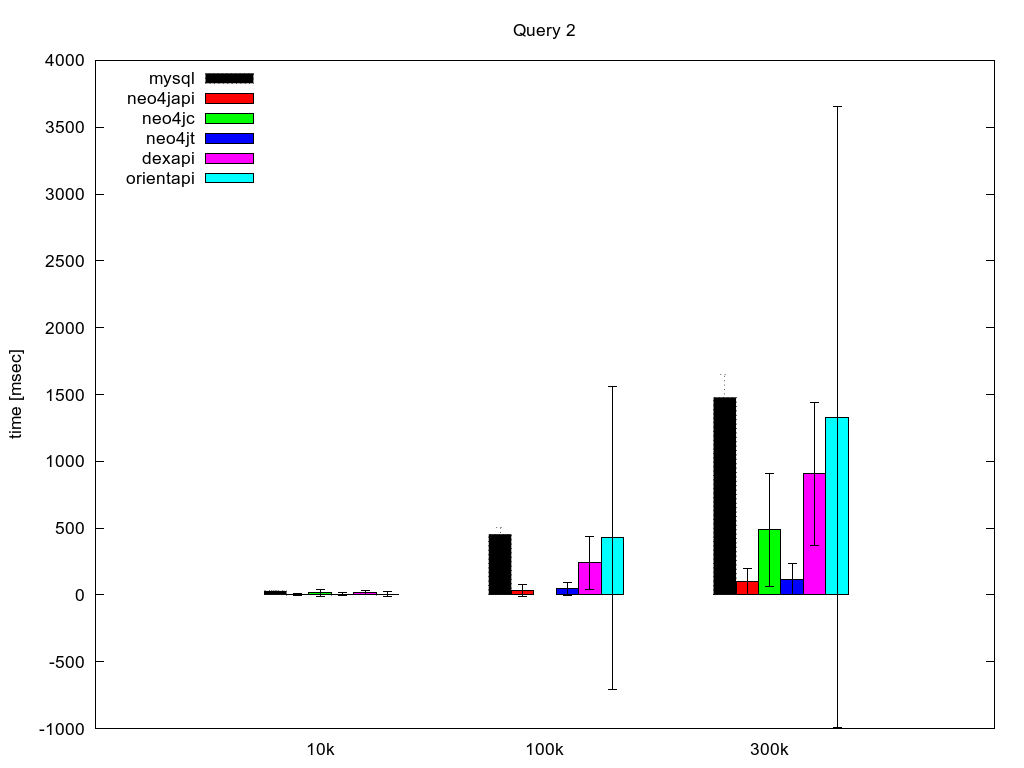 Query 2
4000
3500
3000
2500
2000
1500
1000
500
0
-500
-1000
time [msec]
mysql
neo4japi
neo4jc
neo4jt
dexapi
orientapi
10k
100k
300k